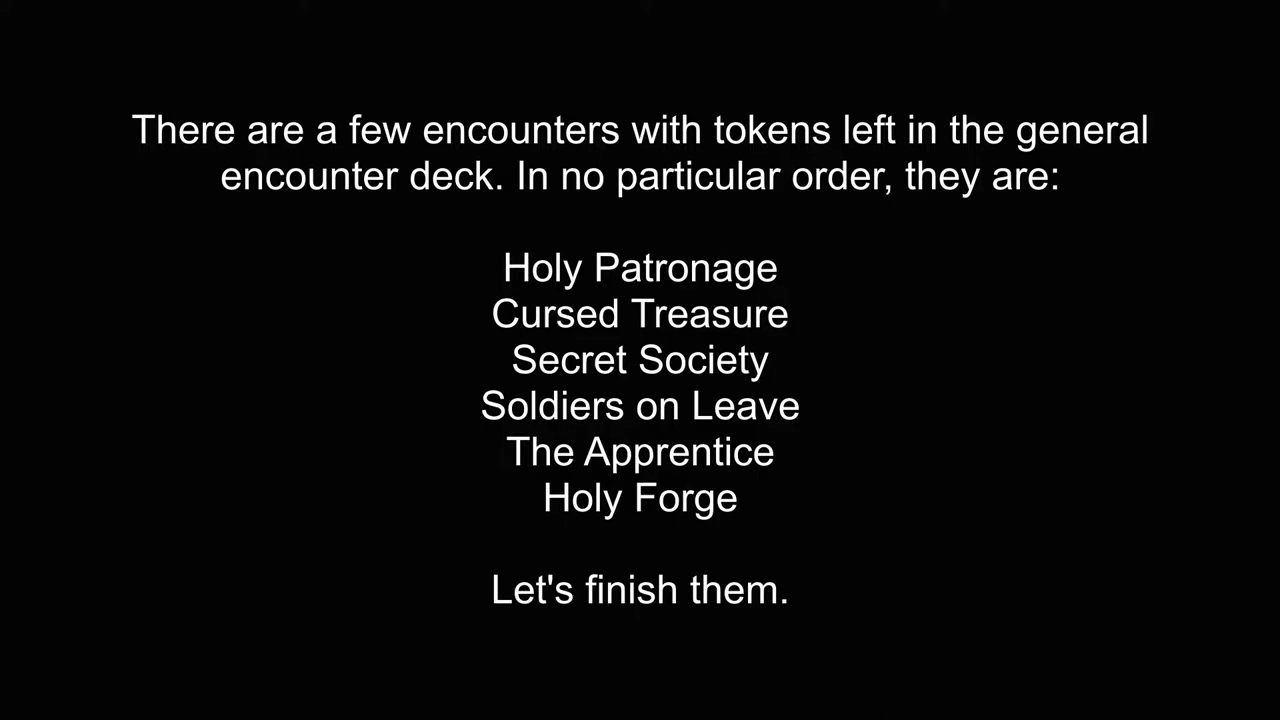 There are a few encounters with tokens left in the general
encounter deck. In no particular order, they are:
Holy Patronage
Cursed Treasure
Secret Society
Soldiers on Leave
The Apprentice
Holy Forge
Let's finish them.